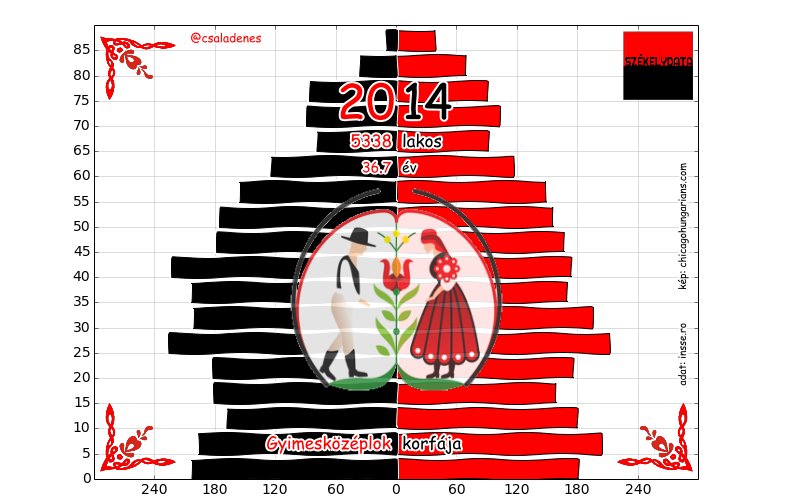 @csaladenes
SZÉKELYDATA
2014
5338 lakos
36.7 év
kép: chicagohungarians.com
adat: insse.ro
Gyimesközéplok korfája
85
80
75
70
65
60
55
50
45
40
35
30
25
20
15
10
5
0
240 180 120 60 0 60 120 180 240